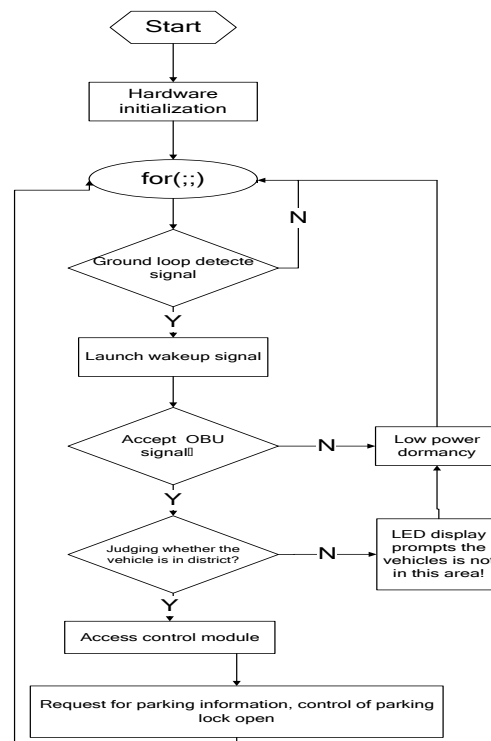 Start
Hardware
initialization
for(;;)
N
Ground loop detecte
signal
Y
Launch wakeup signal
Accept OBU
signal
N
Low power
dormancy
Y
Judging whether the
vehicle is in district?
N
LED display
prompts the
vehicles is not
in this area!
Y
Access control module
Request for parking information, control of parking
lock open